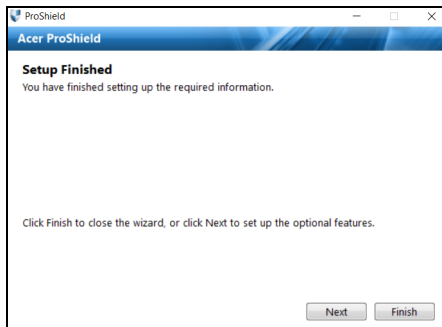 ProShield
Acer ProShield
Setup Finished
You have finished setting up the required information.
Click Finish to close the wizard, or click Next to set up the optional features.
Next Finish